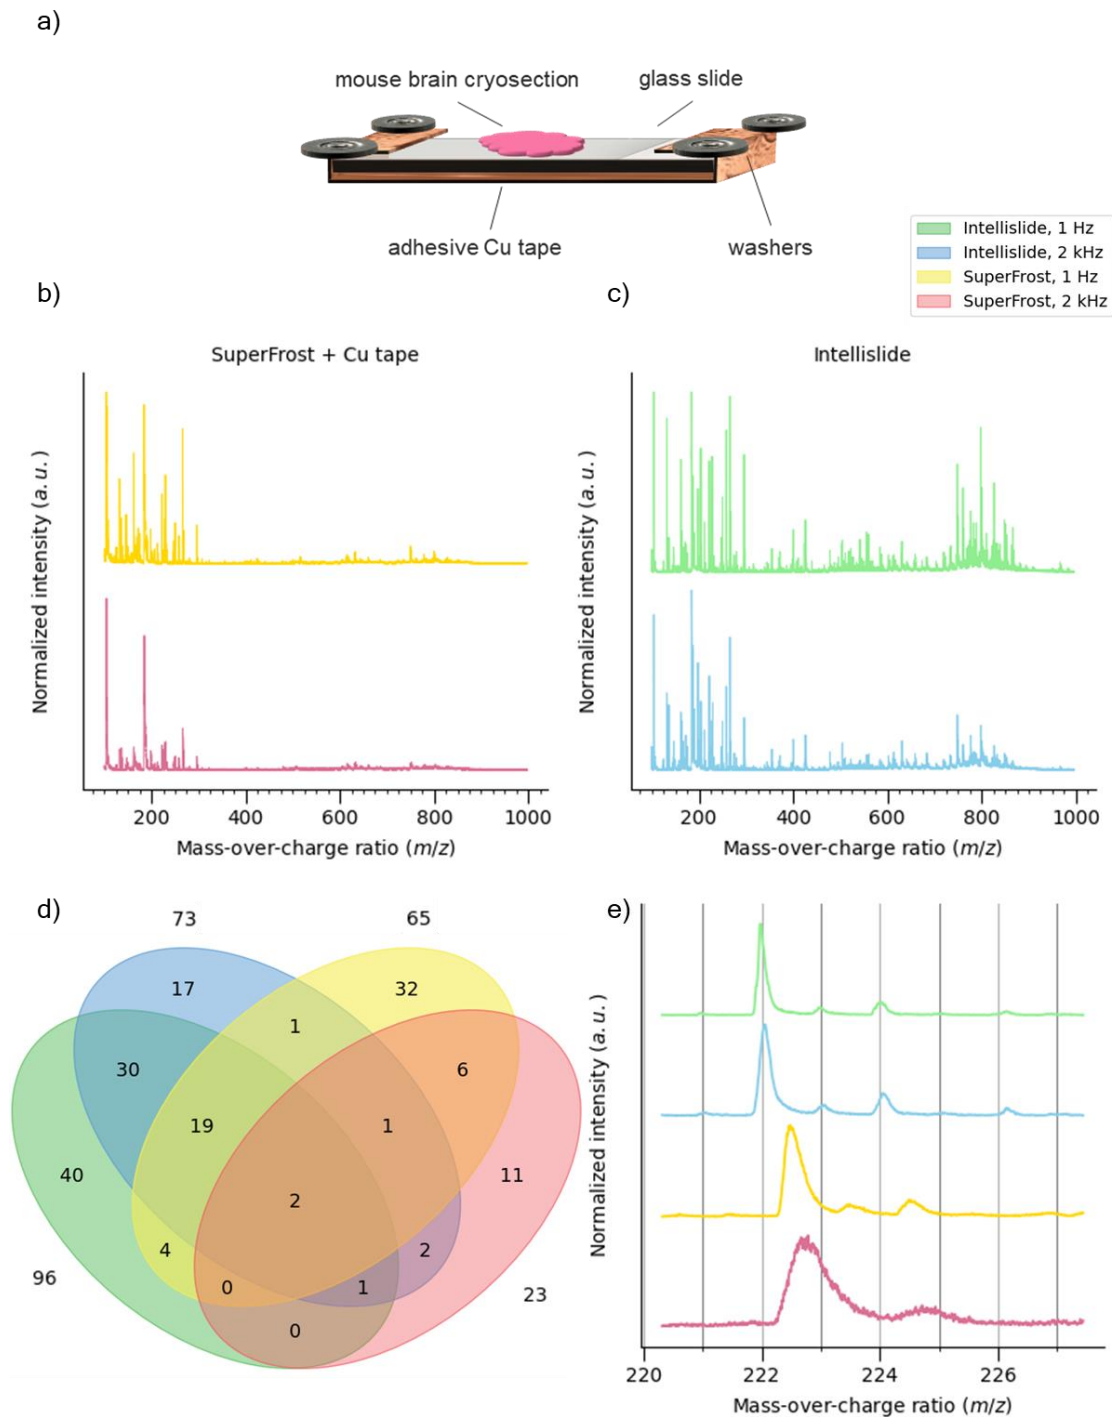 a)
mouse brain cryosection
glass slide
adhesive Cu tape
washers
Intellislide, 1 Hz
Intellislide, 2 kHz
SuperFrost, 1 Hz
SuperFrost, 2 kHz
b)
SuperFrost + Cu tape
Normalized intensity (a.u.)
200 400 600 800 1000
Mass-over-charge ratio (m/z)
c)
Intellislide
Normalized intensity (a.u.)
200 400 600 800 1000
Mass-over-charge ratio (m/z)
d)
73 65
17 32
1
30 6
19 1
40 11
2
4 2
96 0 1 23
0
e)
Normalized intensity (a.u.)
220 222 224 226
Mass-over-charge ratio (m/z)